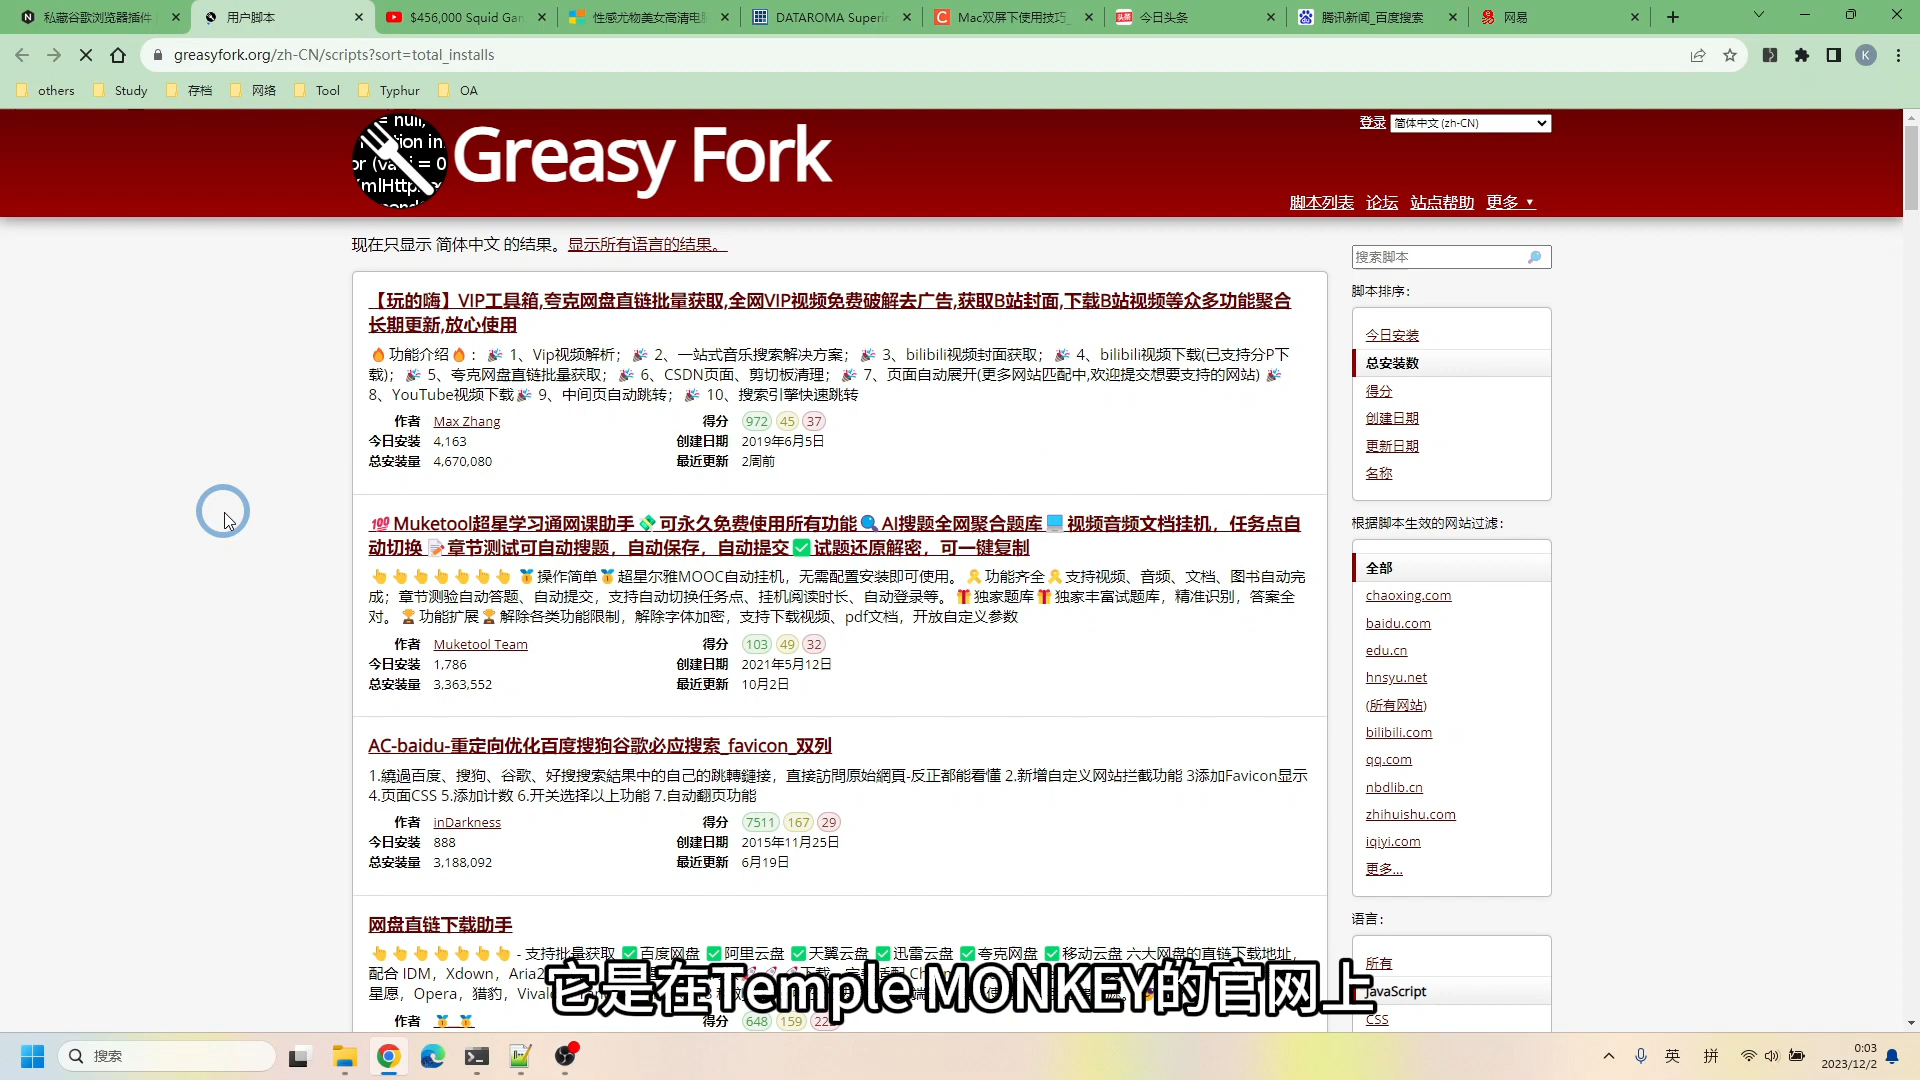 私藏谷歌浏览器插件
用户脚本
$456,000 Squid Gam
性感尤物美女高清电脑
DATAROMA Superin
Mac双屏下使用技巧_
今日头条
腾讯新闻_百度搜索
网易
greasyfork.org/zh-CN/scripts?sort=total_installs
K
others
Study
存档
网络
Tool
Typhur
OA
Greasy Fork
登录
简体中文 (zh-CN)
脚本列表 论坛 站点帮助 更多
现在只显示 简体中文 的结果。显示所有语言的结果。
【玩的嗨】VIP工具箱,夸克网盘直链批量获取,全网VIP视频免费破解去广告,获取B站封面,下载B站视频等众多功能聚合
长期更新,放心使用
🔥功能介绍🔥：🎉 1、Vip视频解析；🎉 2、一站式音乐搜索解决方案；🎉 3、bilibili视频封面获取；🎉 4、bilibili视频下载(已支持分P下
载)；🎉 5、夸克网盘直链批量获取；🎉 6、CSDN页面、剪切板清理；🎉 7、页面自动展开(更多网站匹配中,欢迎提交想要支持的网站) 🎉
8、YouTube视频下载🎉 9、中间页自动跳转；🎉 10、搜索引擎快速跳转
作者 Max Zhang 得分 972 45 37
今日安装 4,163 创建日期 2019年6月5日
总安装量 4,670,080 最近更新 2周前
💯Muketool超星学习通网课助手💸可永久免费使用所有功能🔍AI搜题全网聚合题库💻视频音频文档挂机，任务点自
动切换📝章节测试可自动搜题，自动保存，自动提交✅试题还原解密，可一键复制
👆👆👆👆👆👆👆🥇操作简单🥇超星尔雅MOOC自动挂机，无需配置安装即可使用。🎗功能齐全🎗支持视频、音频、文档、图书自动完
成；章节测验自动答题、自动提交，支持自动切换任务点、挂机阅读时长、自动登录等。🎁独家题库🎁独家丰富试题库，精准识别，答案全
对。🏆功能扩展🏆解除各类功能限制，解除字体加密，支持下载视频、pdf文档，开放自定义参数
作者 Muketool Team 得分 103 49 32
今日安装 1,786 创建日期 2021年5月12日
总安装量 3,363,552 最近更新 10月2日
AC-baidu-重定向优化百度搜狗谷歌必应搜索_favicon_双列
1.繞過百度、搜狗、谷歌、好搜搜索結果中的自己的跳轉鏈接，直接訪問原始網頁-反正都能看懂 2.新增自定义网站拦截功能 3添加Favicon显示
4.页面CSS 5.添加计数 6.开关选择以上功能 7.自动翻页功能
作者 inDarkness 得分 7511 167 29
今日安装 888 创建日期 2015年11月25日
总安装量 3,188,092 最近更新 6月19日
网盘直链下载助手
👆👆👆👆👆👆👆 - 支持批量获取 ✅百度网盘 ✅阿里云盘 ✅天翼云盘 ✅迅雷云盘 ✅夸克网盘 ✅移动云盘 六大网盘的直链下载地址，
配合 IDM，Xdown，Aria2
星愿，Opera，猎豹，Vival
作者 🥇🥇 得分 648 159
搜索脚本
脚本排序：
今日安装
总安装数
得分
创建日期
更新日期
名称
根据脚本生效的网站过滤：
全部
chaoxing.com
baidu.com
edu.cn
hnsyu.net
(所有网站)
bilibili.com
qq.com
nbdlib.cn
zhihuishu.com
iqiyi.com
更多...
语言：
所有
JavaScript
CSS
它是在Temple MONKEY的官网上
搜索
英
拼
0:03
2023/12/2